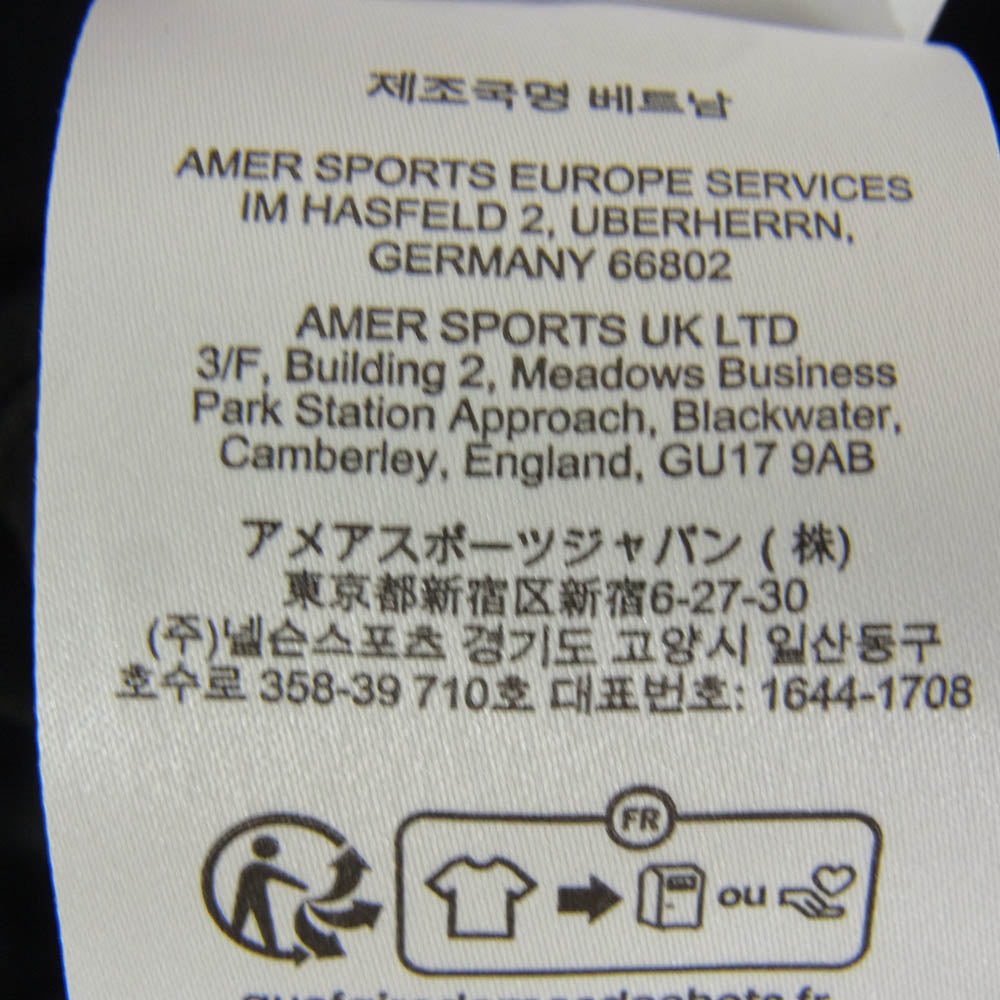 제조국명 베트남
AMER SPORTS EUROPE SERVICES
IM HASFELD 2, UBERHERRN,
GERMANY 66802
AMER SPORTS UK LTD
3/F, Building 2, Meadows Business
Park Station Approach, Blackwater,
Camberley, England, GU17 9AB
アメアスポーツジャパン (株)
東京都新宿区新宿6-27-30
(주)넬슨스포츠 경기도 고양시 일산동구
호수로 358-39 710호 대표번호: 1644-1708
FR
ou